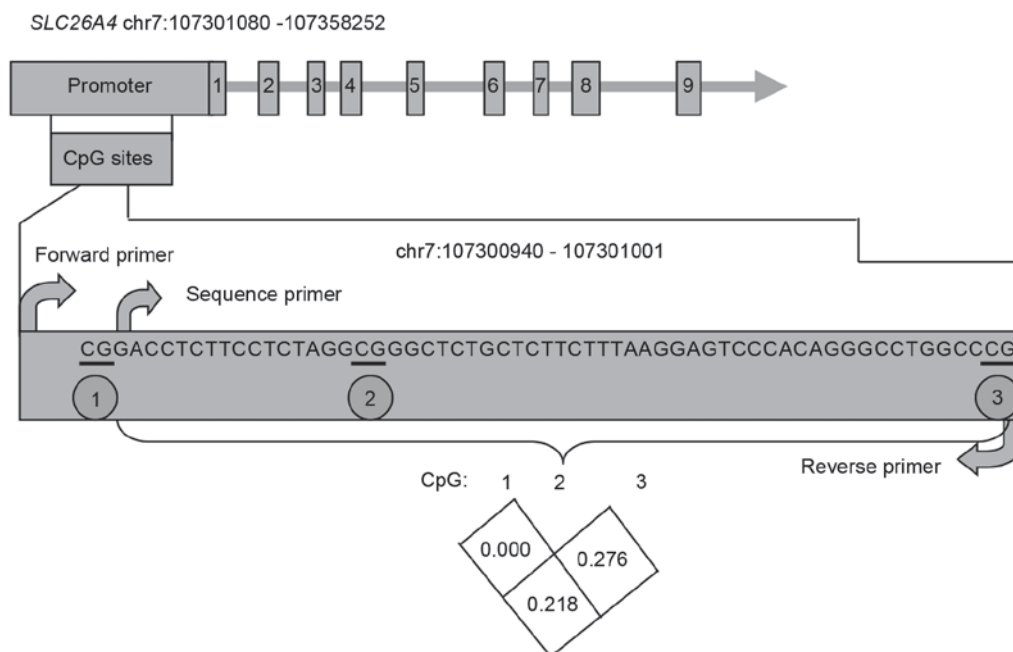 SLC26A4 chr7:107301080 -107358252
Promoter 1 2 3 4 5 6 7 8 9
CpG sites
chr7:107300940 - 107301001
Forward primer
Sequence primer
CGGACCTCTTCCTCTAGGCGGGCTCTGCTCTTCTTTAAGGAGTCCCACAGGGCCTGGCCCG
1 2 3
Reverse primer
CpG: 1 2 3
0.000 0.276
0.218